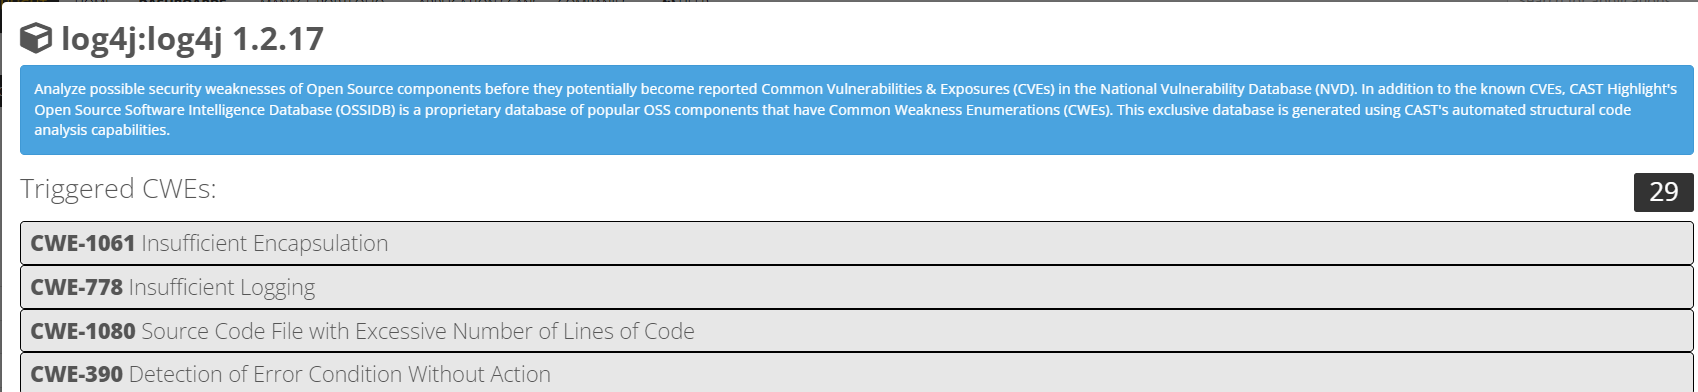 log4j:log4j 1.2.17
Analyze possible security weaknesses of Open Source components before they potentially become reported Common Vulnerabilities & Exposures (CVEs) in the National Vulnerability Database (NVD). In addition to the known CVEs, CAST Highlight's
Open Source Software Intelligence Database (OSSIDB) is a proprietary database of popular OSS components that have Common Weakness Enumerations (CWEs). This exclusive database is generated using CAST's automated structural code
analysis capabilities.
Triggered CWEs:
29
CWE-1061 Insufficient Encapsulation
CWE-778 Insufficient Logging
CWE-1080 Source Code File with Excessive Number of Lines of Code
CWE-390 Detection of Error Condition Without Action